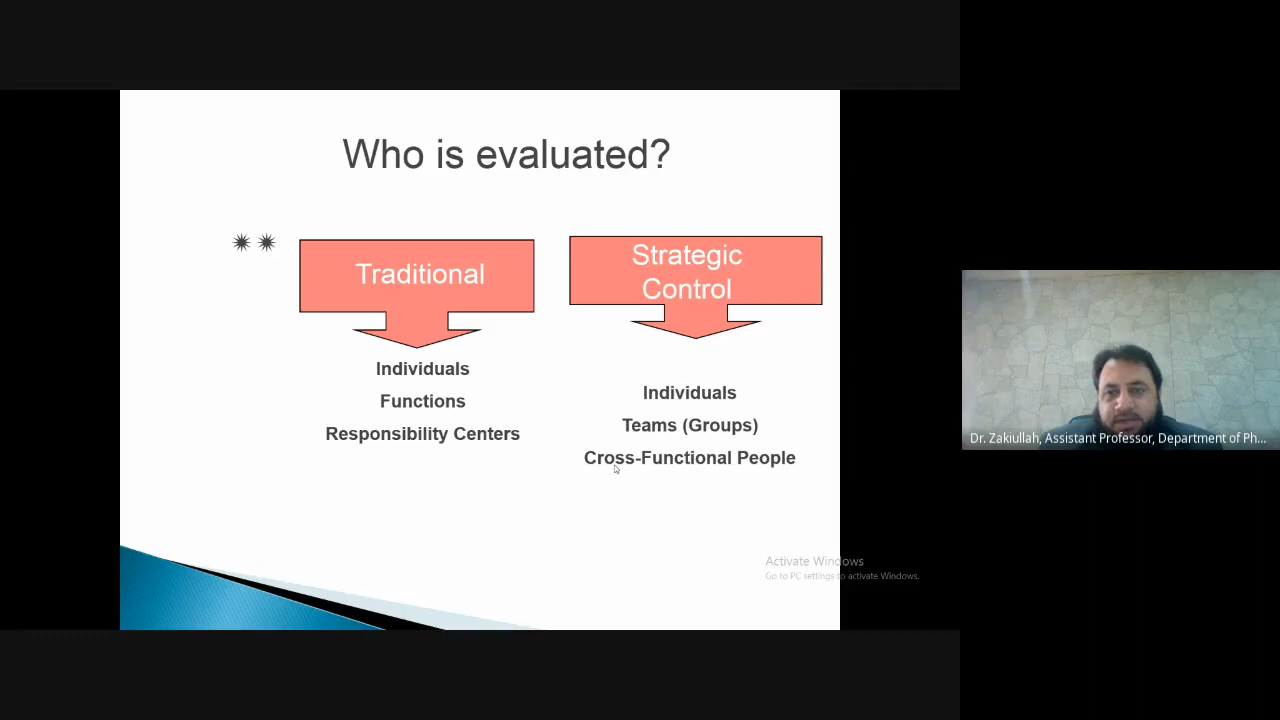 Who is evaluated?
Traditional
Individuals
Functions
Responsibility Centers
Strategic
Control
Individuals
Teams (Groups)
Cross-Functional People
Activate Windows
Go to PC settings to activate Windows.
Dr. Zakiullah, Assistant Professor, Department of Ph...